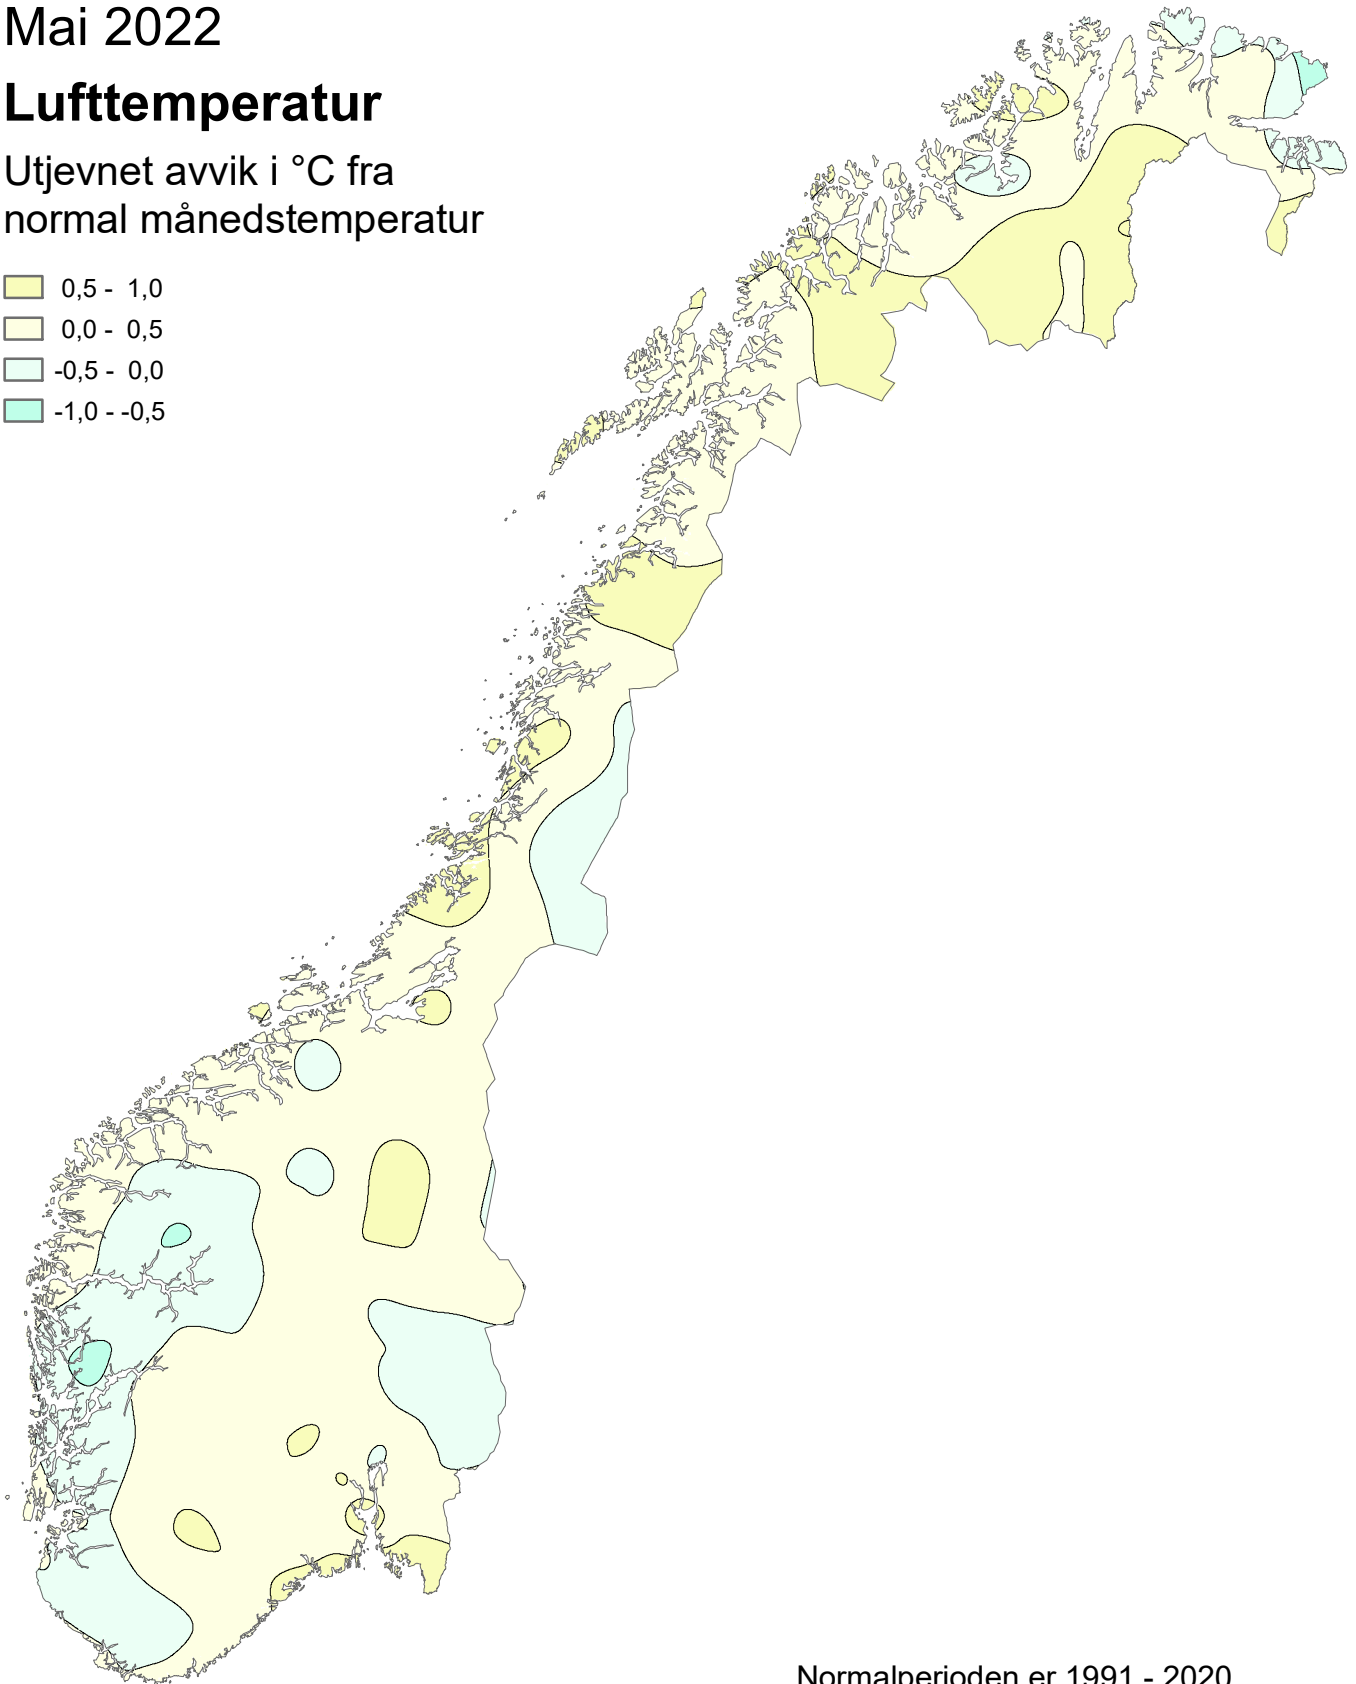 Mai 2022
Lufttemperatur
Utjevnet avvik i °C fra
normal månedstemperatur
0,5 - 1,0
0,0 - 0,5
-0,5 - 0,0
-1,0 - -0,5
Normalperioden er 1991 - 2020